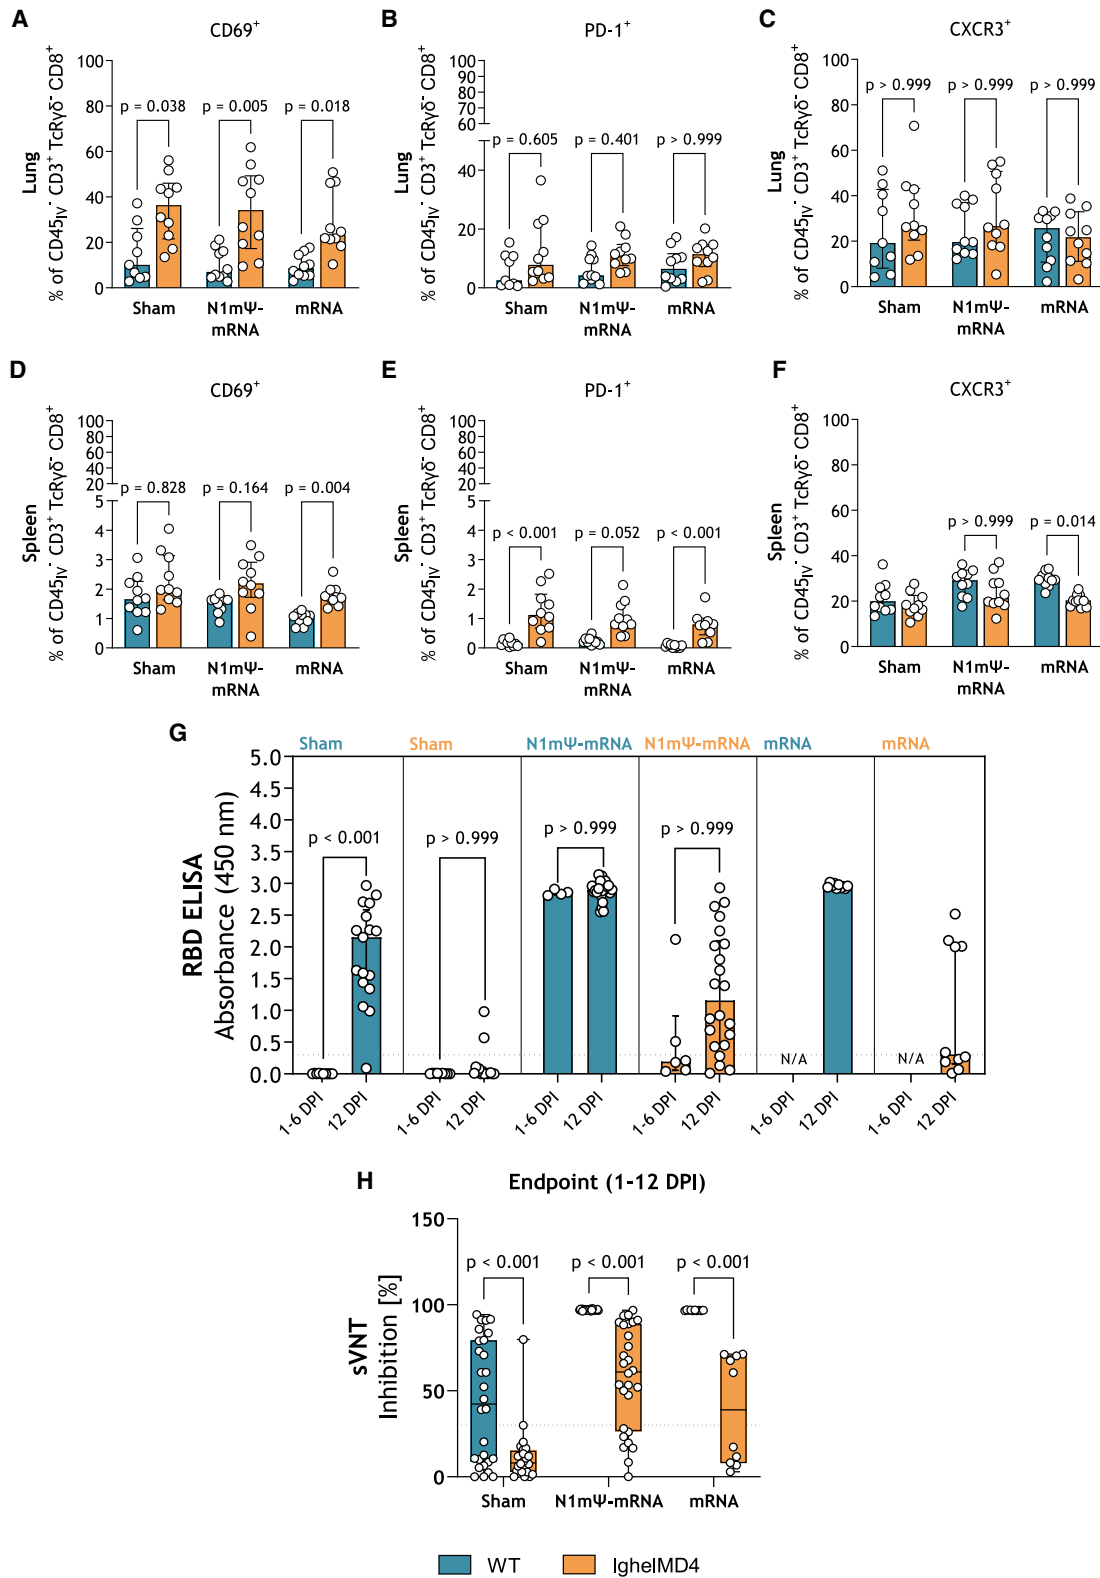 A
CD69+
Lung
% of CD45IV- CD3+ TcRγδ- CD8+
100
80
60
40
20
0
p = 0.038
p = 0.005
p = 0.018
Sham
N1mΨ-
mRNA
mRNA
B
PD-1+
Lung
% of CD45IV- CD3+ TcRγδ- CD8+
100
90
80
70
60
40
20
0
p = 0.605
p = 0.401
p > 0.999
Sham
N1mΨ-
mRNA
mRNA
C
CXCR3+
Lung
% of CD45IV- CD3+ TcRγδ- CD8+
100
80
60
40
20
0
p > 0.999
p > 0.999
p > 0.999
Sham
N1mΨ-
mRNA
mRNA
D
CD69+
Spleen
% of CD45IV- CD3+ TcRγδ- CD8+
100
80
60
40
20
5
4
3
2
1
0
p = 0.828
p = 0.164
p = 0.004
Sham
N1mΨ-
mRNA
mRNA
E
PD-1+
Spleen
% of CD45IV- CD3+ TcRγδ- CD8+
100
80
60
40
20
5
4
3
2
1
0
p < 0.001
p = 0.052
p < 0.001
Sham
N1mΨ-
mRNA
mRNA
F
CXCR3+
Spleen
% of CD45IV- CD3+ TcRγδ- CD8+
100
80
60
40
20
0
p > 0.999
p = 0.014
Sham
N1mΨ-
mRNA
mRNA
G
Sham
Sham
N1mΨ-mRNA
N1mΨ-mRNA
mRNA
mRNA
RBD ELISA
Absorbance (450 nm)
5.0
4.5
4.0
3.5
3.0
2.5
2.0
1.5
1.0
0.5
0.0
p < 0.001
p > 0.999
p > 0.999
p > 0.999
N/A
N/A
1-6 DPI
12 DPI
1-6 DPI
12 DPI
1-6 DPI
12 DPI
1-6 DPI
12 DPI
1-6 DPI
12 DPI
1-6 DPI
12 DPI
H
Endpoint (1-12 DPI)
sVNT
Inhibition [%]
150
100
50
0
p < 0.001
p < 0.001
p < 0.001
Sham
N1mΨ-mRNA
mRNA
WT
IghelMD4